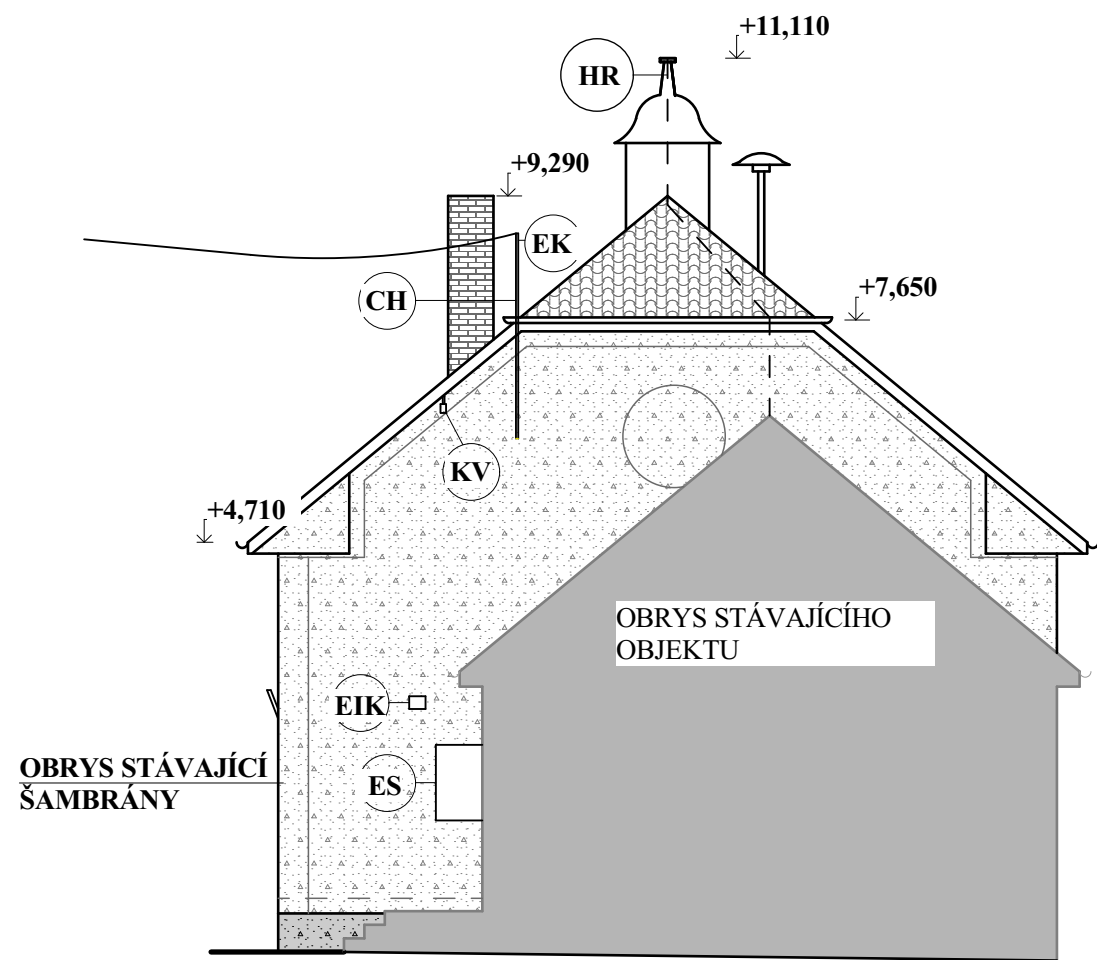 +11,110
HR
+9,290
EK
CH
+7,650
KV
+4,710
OBRYS STÁVAJÍCÍHO
OBJEKTU
EIK
OBRYS STÁVAJÍCÍ
ŠAMBRÁNY
ES